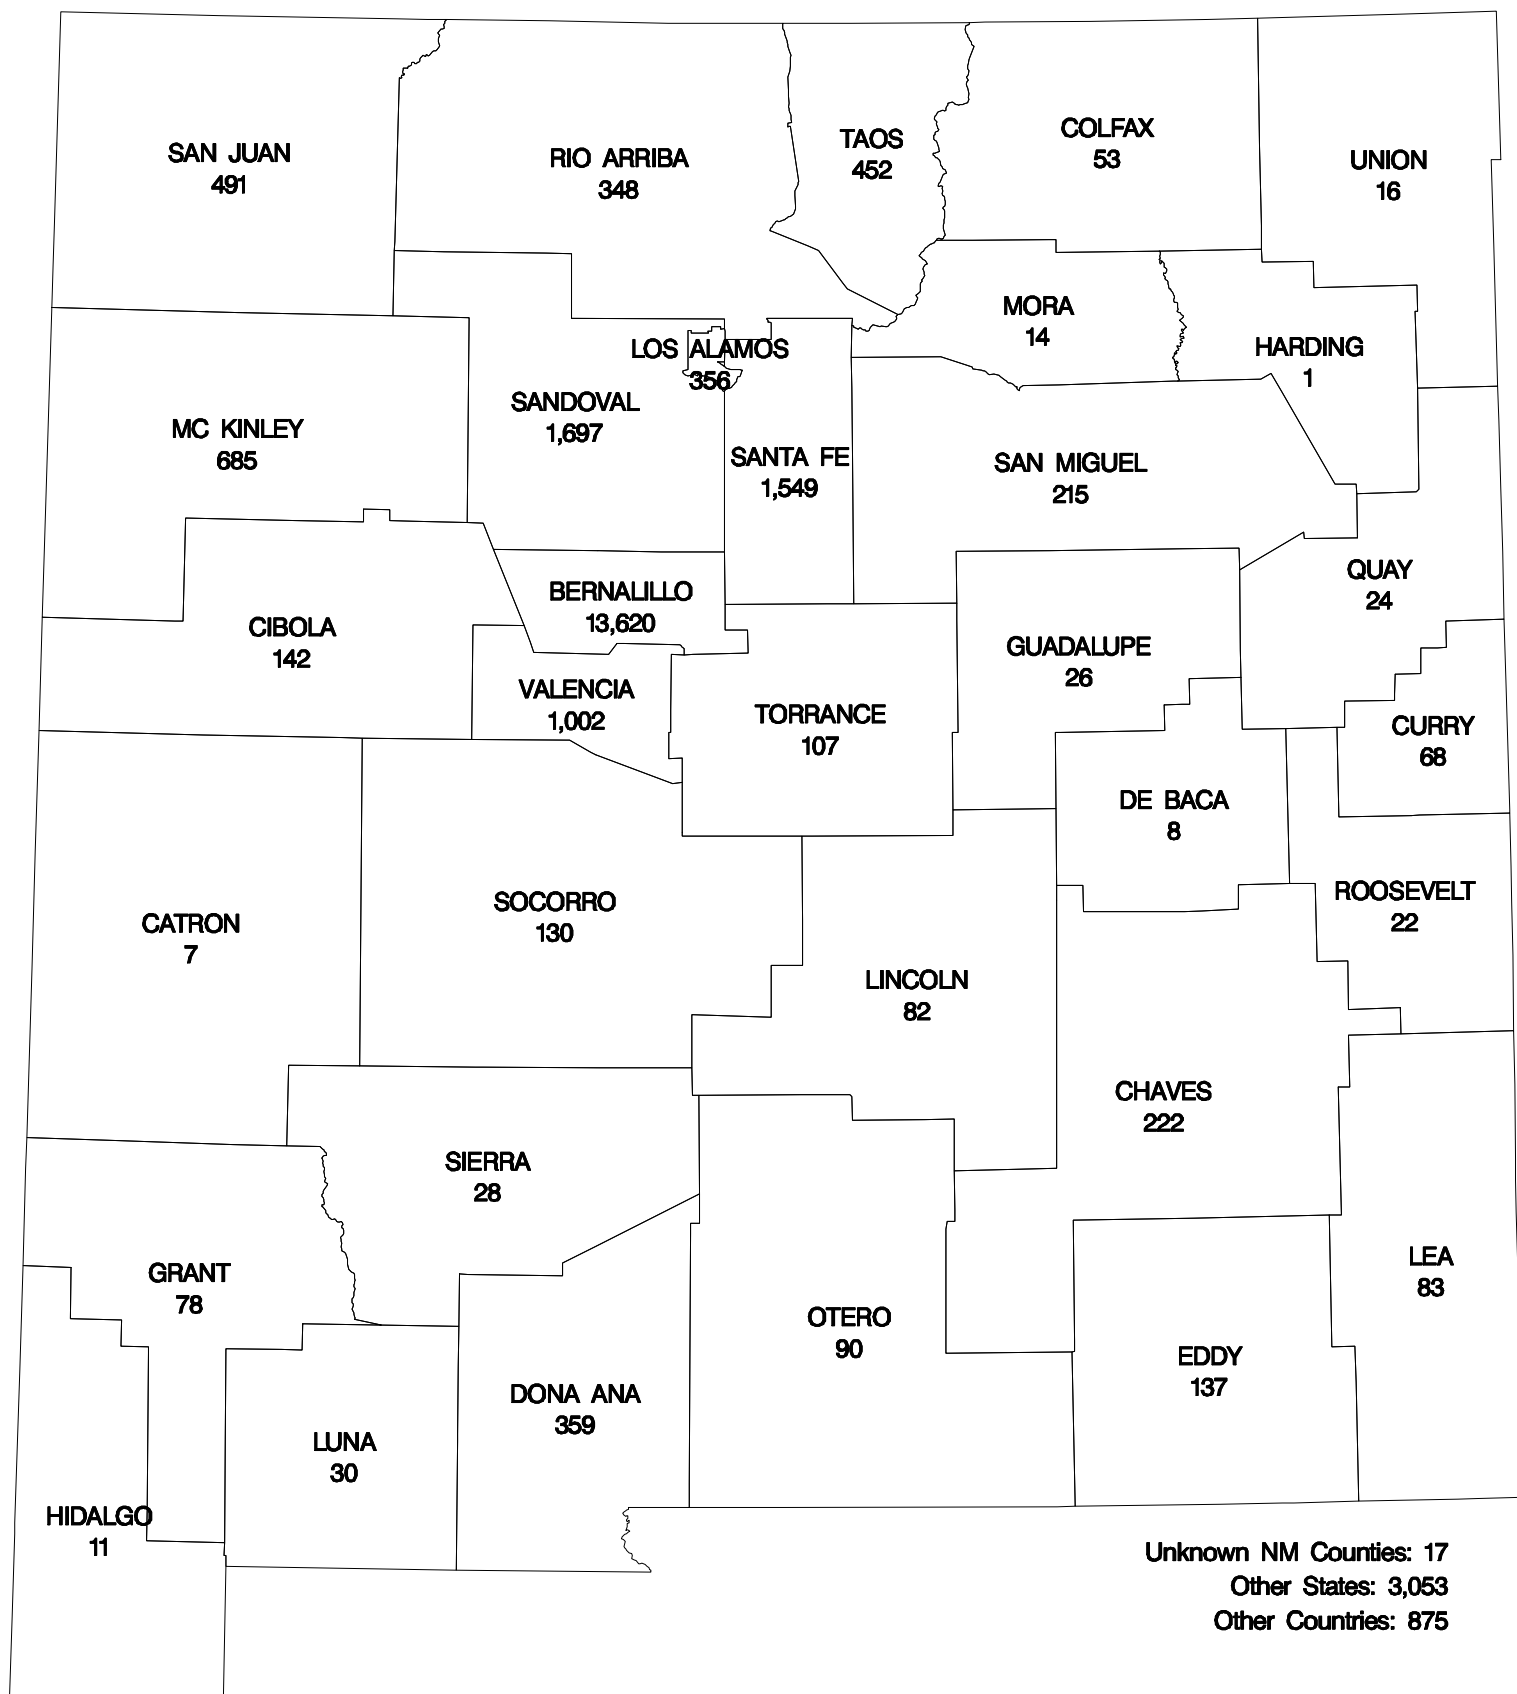 SAN JUAN
491
RIO ARRIBA
348
TAOS
452
COLFAX
53
UNION
16
MORA
14
HARDING
1
LOS ALAMOS
356
SANDOVAL
1,697
MC KINLEY
685
SANTA FE
1,549
SAN MIGUEL
215
QUAY
24
BERNALILLO
13,620
CIBOLA
142
GUADALUPE
26
VALENCIA
1,002
TORRANCE
107
CURRY
68
DE BACA
8
ROOSEVELT
22
SOCORRO
130
CATRON
7
LINCOLN
82
CHAVES
222
SIERRA
28
LEA
83
GRANT
78
OTERO
90
EDDY
137
DONA ANA
359
LUNA
30
HIDALGO
11
Unknown NM Counties: 17
Other States: 3,053
Other Countries: 875